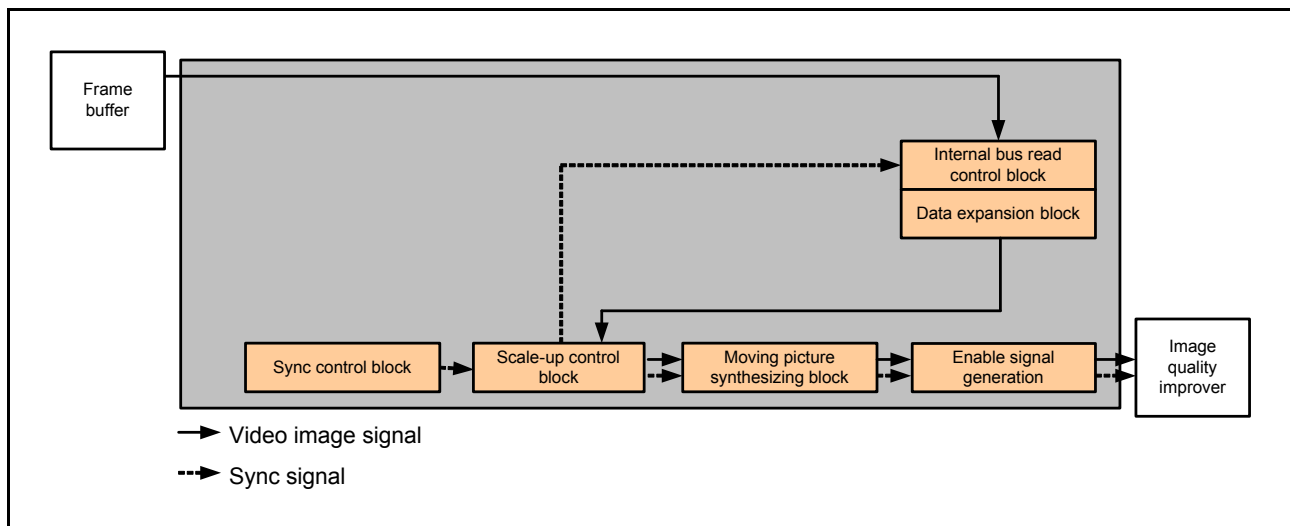 Frame
buffer
Internal bus read
control block
Data expansion block
Sync control block
Scale-up control
block
Moving picture
synthesizing block
Enable signal
generation
Image
quality
improver
Video image signal
Sync signal